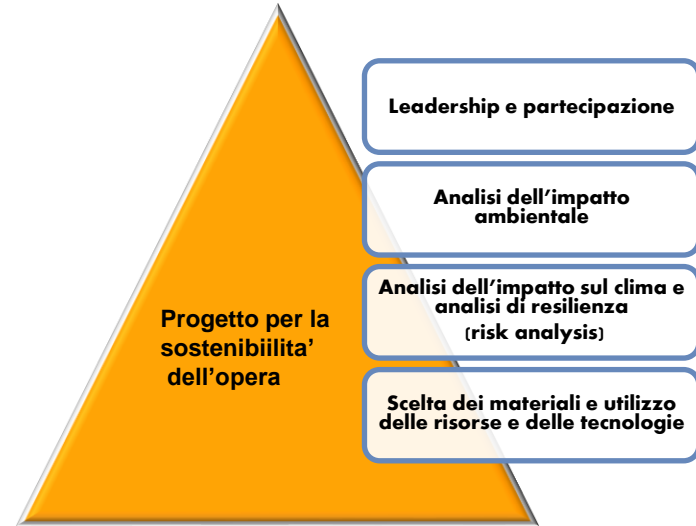 Leadership e partecipazione
Analisi dell’impatto
ambientale
Analisi dell’impatto sul clima e
analisi di resilienza
(risk analysis)
Scelta dei materiali e utilizzo
delle risorse e delle tecnologie
Progetto per la
sostenibiilita’
dell’opera